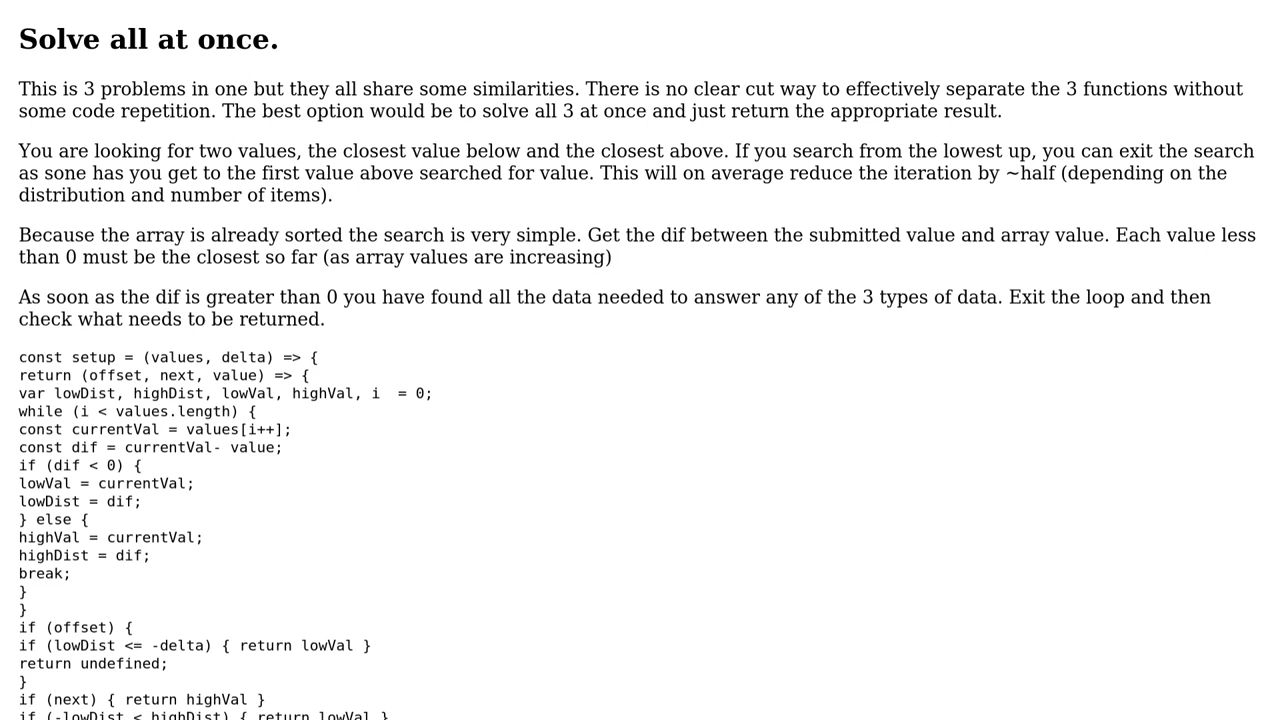 Solve all at once.
This is 3 problems in one but they all share some similarities. There is no clear cut way to effectively separate the 3 functions without
some code repetition. The best option would be to solve all 3 at once and just return the appropriate result.
You are looking for two values, the closest value below and the closest above. If you search from the lowest up, you can exit the search
as sone has you get to the first value above searched for value. This will on average reduce the iteration by ~half (depending on the
distribution and number of items).
Because the array is already sorted the search is very simple. Get the dif between the submitted value and array value. Each value less
than 0 must be the closest so far (as array values are increasing)
As soon as the dif is greater than 0 you have found all the data needed to answer any of the 3 types of data. Exit the loop and then
check what needs to be returned.
const setup = (values, delta) => {
return (offset, next, value) => {
var lowDist, highDist, lowVal, highVal, i  = 0;
while (i < values.length) {
const currentVal = values[i++];
const dif = currentVal- value;
if (dif < 0) {
lowVal = currentVal;
lowDist = dif;
} else {
highVal = currentVal;
highDist = dif;
break;
}
}
if (offset) {
if (lowDist <= -delta) { return lowVal }
return undefined;
}
if (next) { return highVal }
if (-lowDist < highDist) { return lowVal }